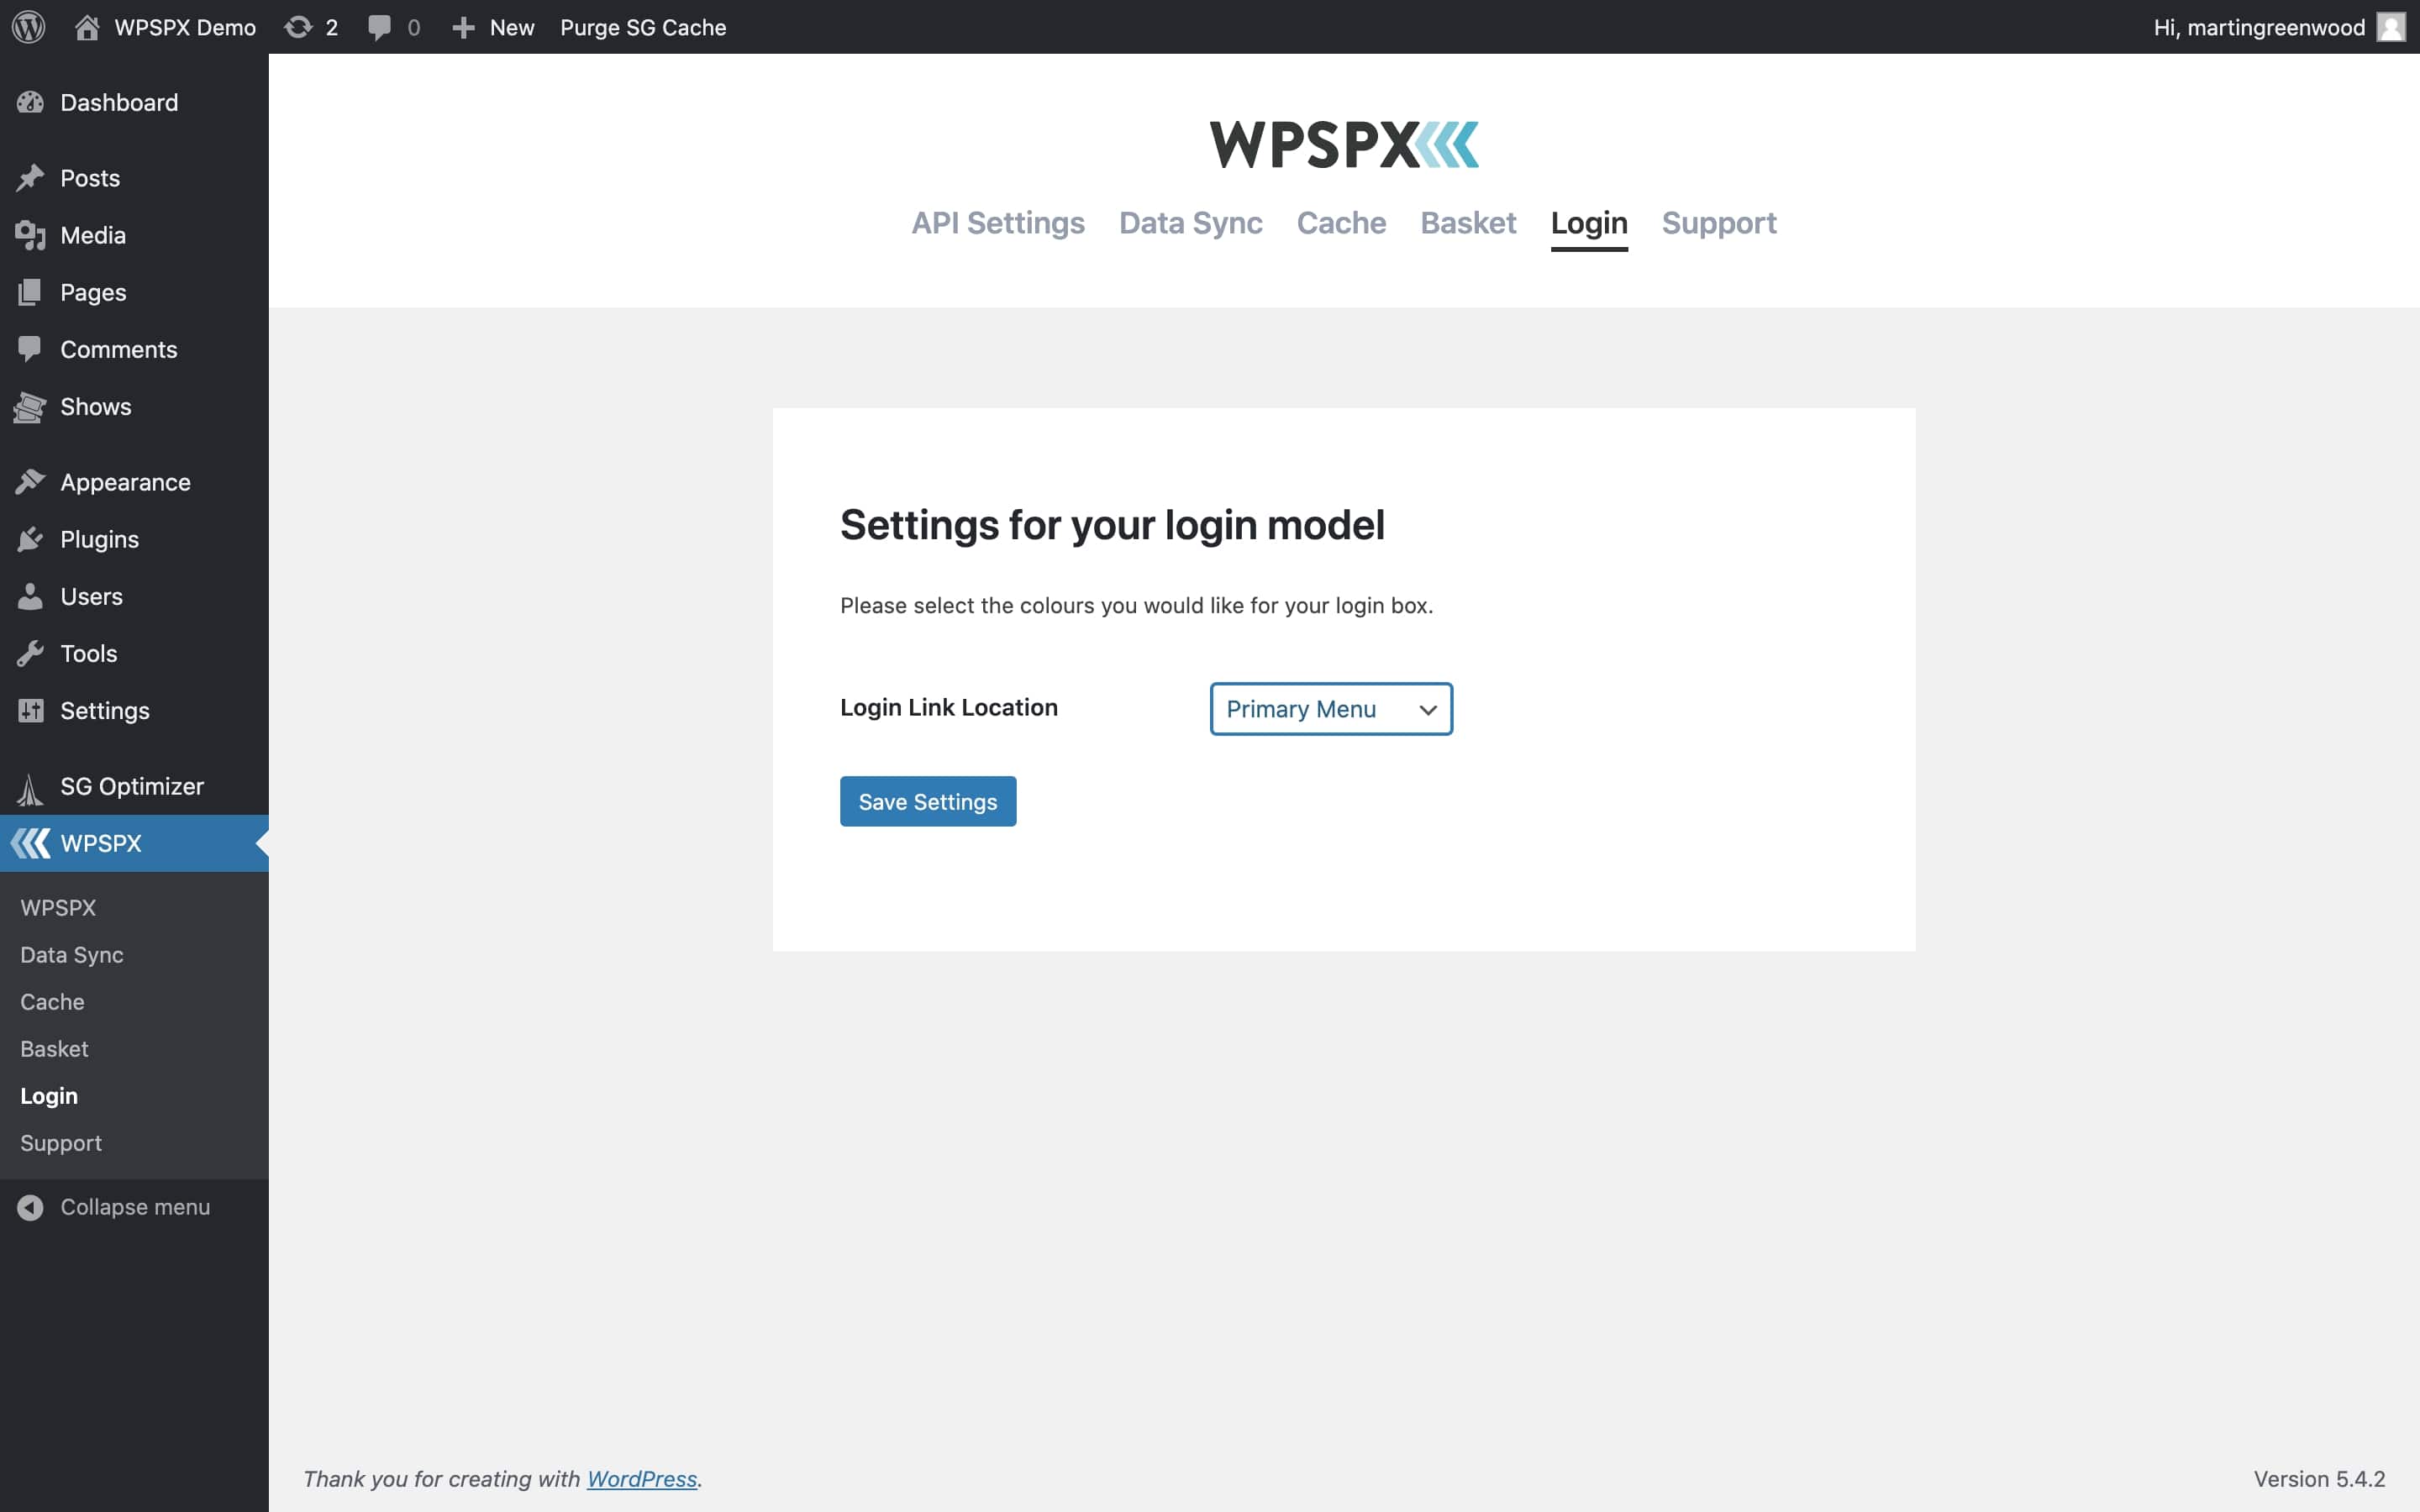 WPSPX Demo 2 0 New Purge SG Cache Hi, martingreenwood
Dashboard
Posts
Media
Pages
Comments
Shows
Appearance
Plugins
Users
Tools
Settings
SG Optimizer
WPSPX
WPSPX
Data Sync
Cache
Basket
Login
Support
Collapse menu
WPSPX
API Settings Data Sync Cache Basket Login Support
Settings for your login model
Please select the colours you would like for your login box.
Login Link Location Primary Menu
Save Settings
Thank you for creating with WordPress. Version 5.4.2